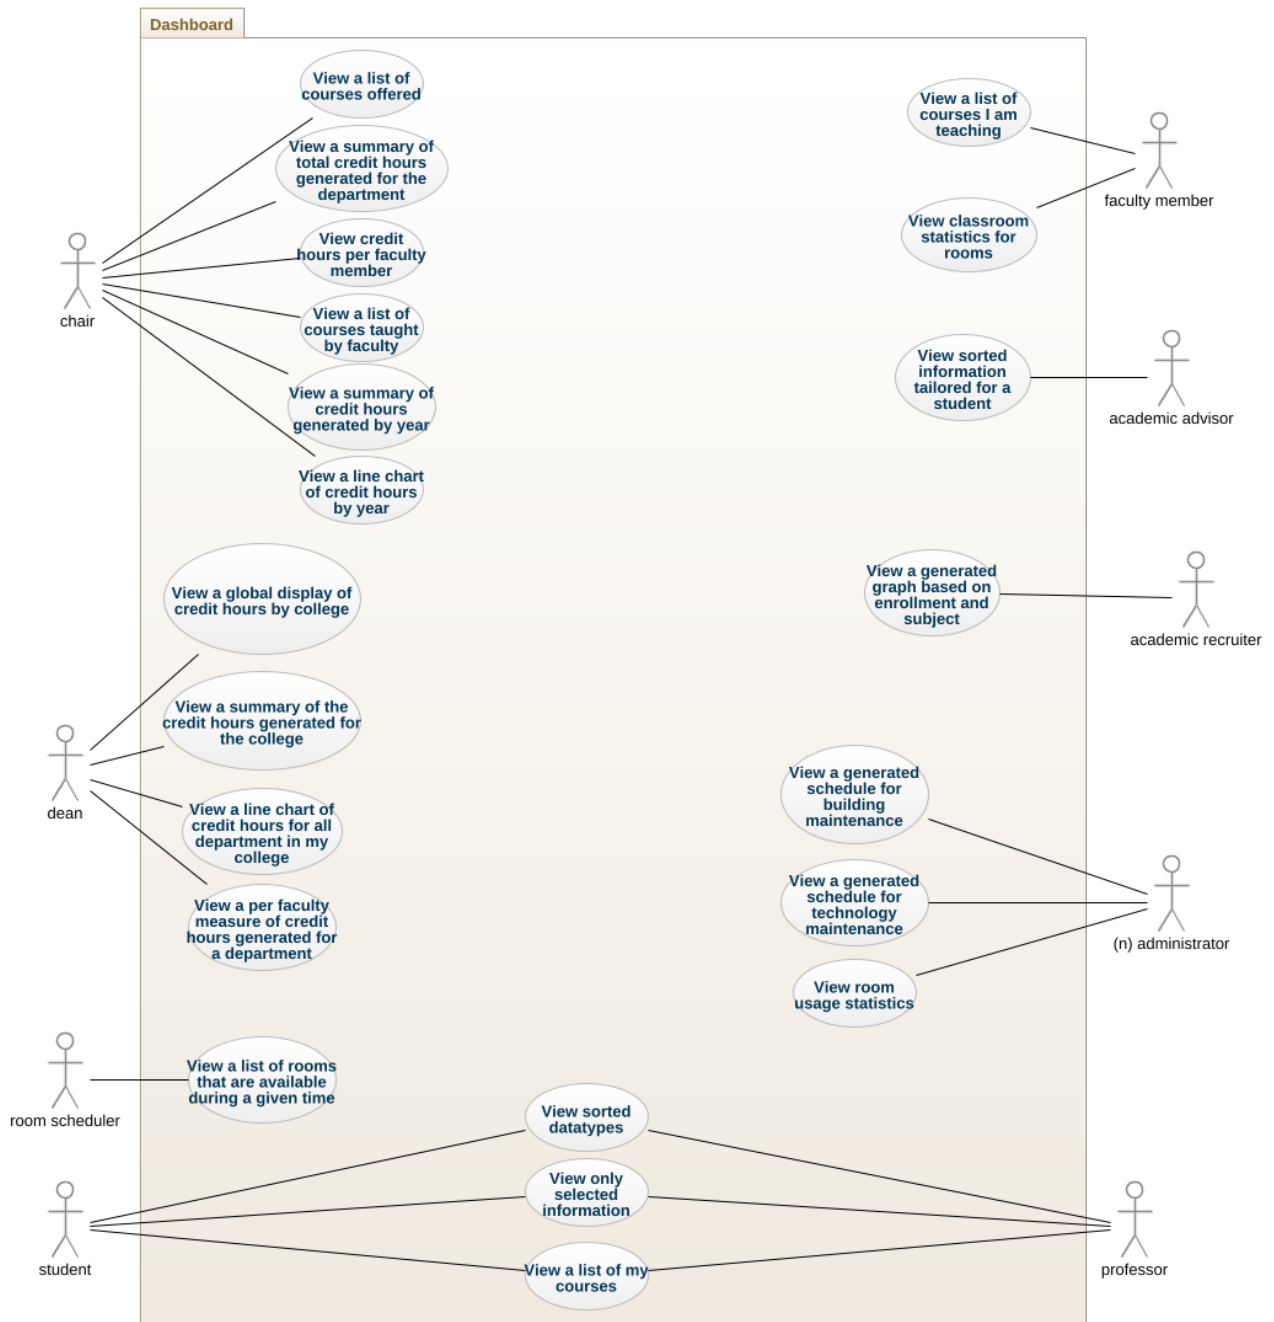 Dashboard
View a list of
courses offered
View a summary of
total credit hours
generated for the
department
View credit
hours per faculty
member
chair
View a list of
courses taught
by faculty
View a summary of
credit hours
generated by year
View a line chart
of credit hours
by year
View a list of
courses I am
teaching
faculty member
View classroom
statistics for
rooms
View sorted
information
tailored for a
student
academic advisor
View a generated
graph based on
enrollment and
subject
academic recruiter
View a global display of
credit hours by college
View a summary of the
credit hours generated for
the college
dean
View a line chart of
credit hours for all
department in my
college
View a per faculty
measure of credit
hours generated for
a department
View a generated
schedule for
building
maintenance
View a generated
schedule for
technology
maintenance
(n) administrator
View room
usage statistics
View a list of rooms
that are available
during a given time
room scheduler
View sorted
datatypes
View only
selected
information
View a list of my
courses
student
professor